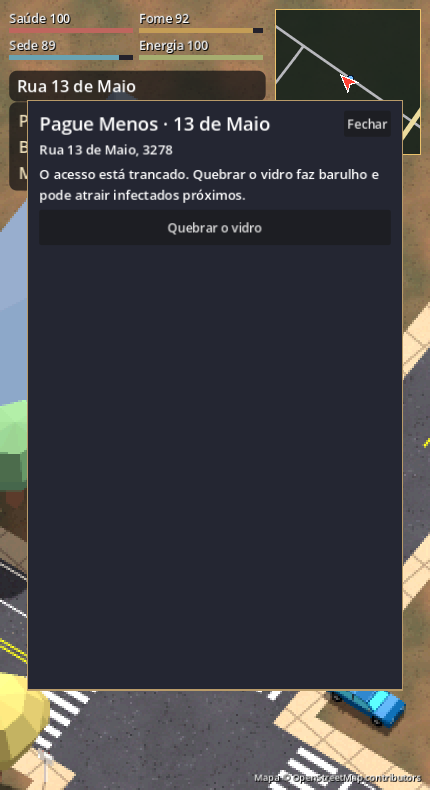 Saúde 100
Fome 92
Sede 89
Energia 100
Rua 13 de Maio
P
B
M
Pague Menos · 13 de Maio
Fechar
Rua 13 de Maio, 3278
O acesso está trancado. Quebrar o vidro faz barulho e
pode atrair infectados próximos.
Quebrar o vidro
Mapa © OpenStreetMap contributors